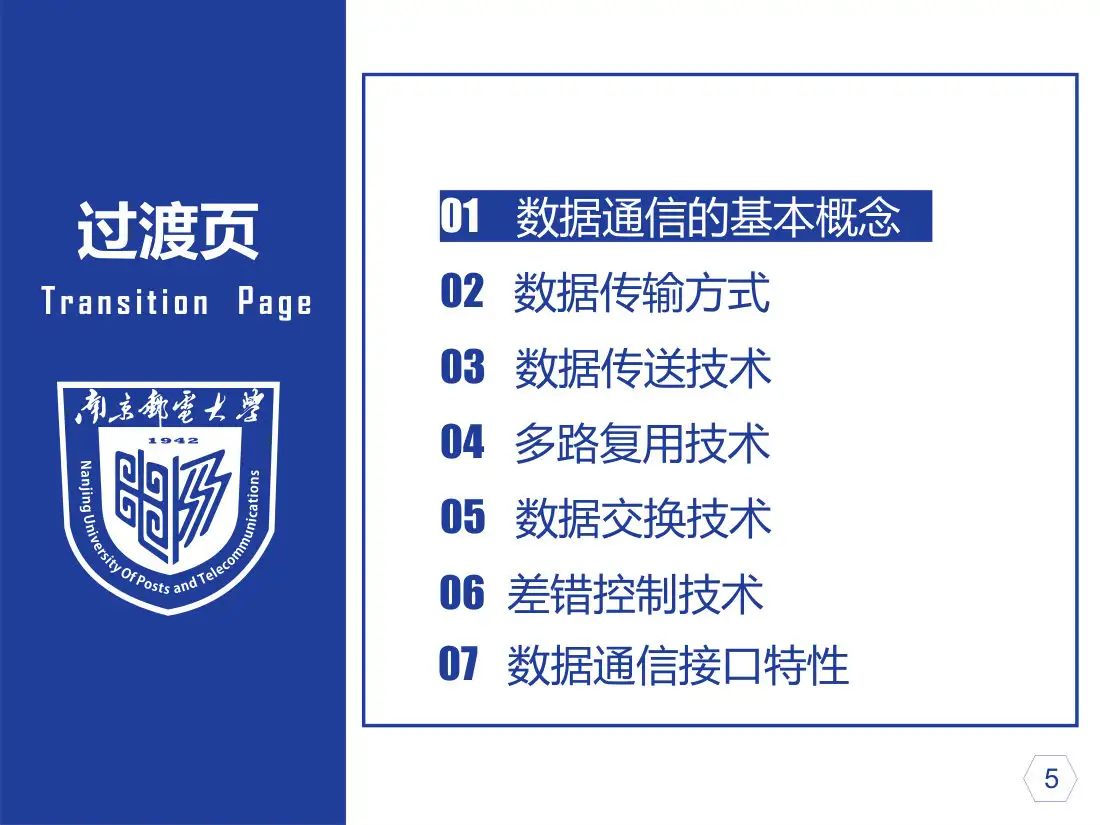 过渡页
Transition Page
南京邮电大学
1942
Nanjing University Of Posts and Telecommunications
01 数据通信的基本概念
02 数据传输方式
03 数据传送技术
04 多路复用技术
05 数据交换技术
06 差错控制技术
07 数据通信接口特性
5